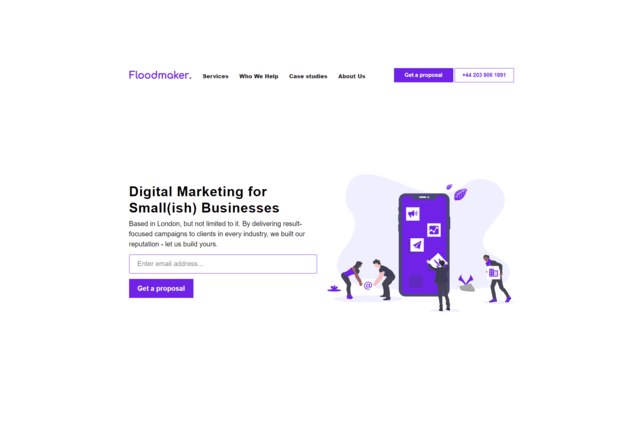 Floodmaker.
Services
Who We Help
Case studies
About Us
Get a proposal
+44 203 906 1891
Digital Marketing for
Small(ish) Businesses
Based in London, but not limited to it. By delivering result-
focused campaigns to clients in every industry, we built our
reputation - let us build yours.
Enter email address...
Get a proposal
@